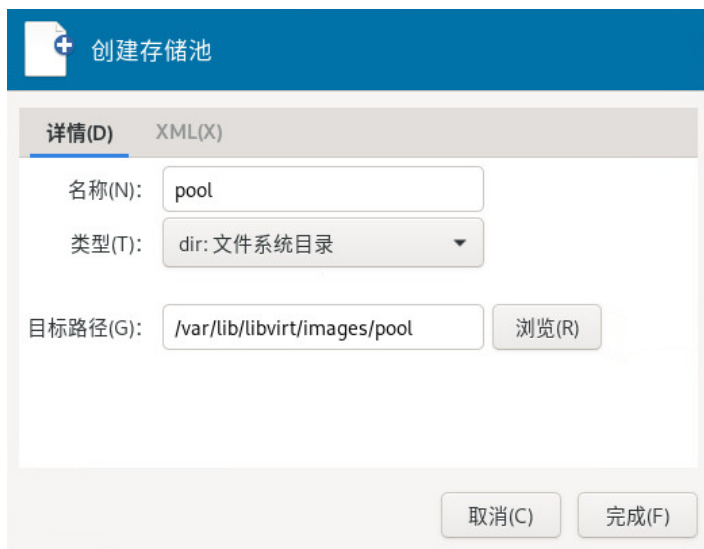 创建存储池
详情(D) XML(X)
名称(N): pool
类型(T): dir: 文件系统目录
目标路径(G): /var/lib/libvirt/images/pool 浏览(R)
取消(C) 完成(F)